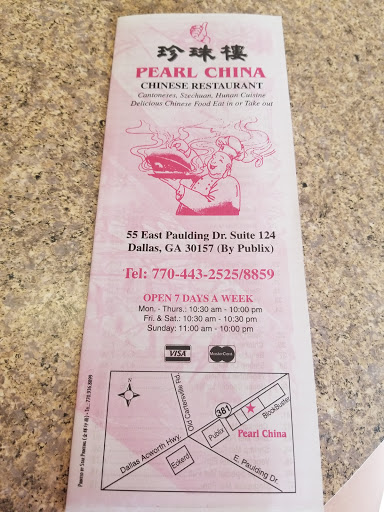 珍珠樓
PEARL CHINA
CHINESE RESTAURANT
Cantoneses, Szechuan, Hunan Cuisine
Delicious Chinese Food Eat in or Take out
55 East Paulding Dr. Suite 124
Dallas, GA 30157 (By Publix)
Tel: 770-443-2525/8859
OPEN 7 DAYS A WEEK
Mon. - Thurs.: 10:30 am - 10:00 pm
Fri. & Sat.: 10:30 am - 10:30 pm
Sunday: 11:00 am - 10:00 pm
VISA
MasterCard
N
Old Cartersville Rd.
381
Publix
BlockBuster
Pearl China
Dallas Acworth Hwy.
Eckerd
E. Paulding Dr.